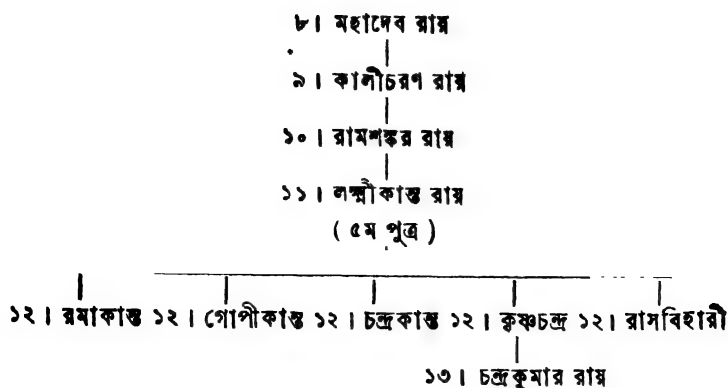 ৮। মহাদেব রায়
৯। কালীচরণ রায়
১০। রামশঙ্কর রায়
১১। লক্ষ্মীকান্ত রায়
( ৫ম পুত্র )
১২। রমাকান্ত ১২। গোপীকান্ত ১২। চন্দ্রকান্ত ১২। কৃষ্ণচন্দ্র ১২। রাসবিহারী
১৩। চন্দ্রকুমার রায়